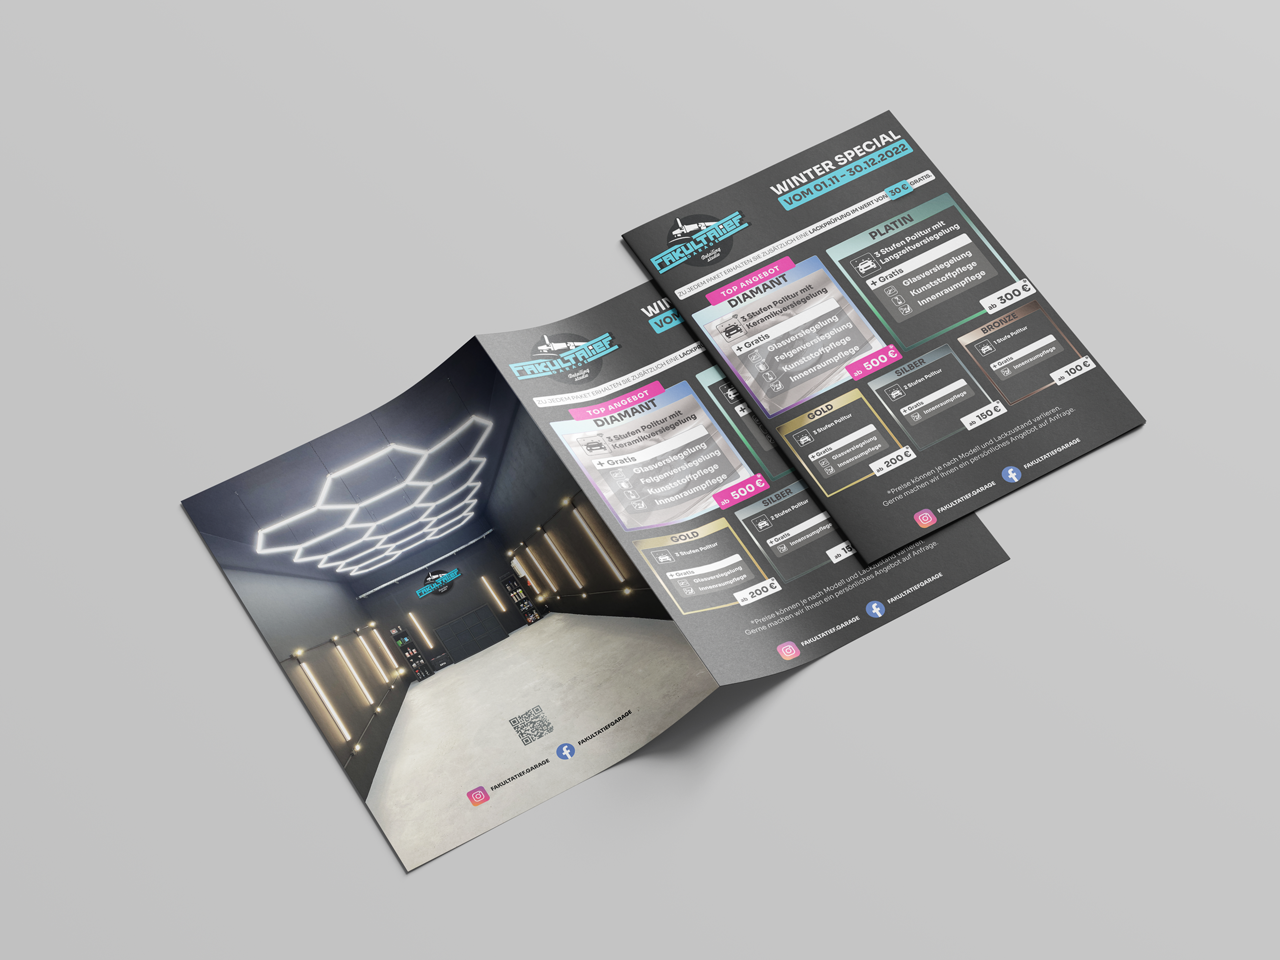 WINTER SPECIAL
VOM 01.11 - 30.12.2022
FAKULTATIEF
GARAGE
Detailing
studio
ZU JEDEM PAKET ERHALTEN SIE ZUSÄTZLICH EINE LACKPRÜFUNG IM WERT VON 30 € GRATIS.
TOP ANGEBOT
DIAMANT
3 Stufen Politur mit
Keramikversiegelung
+ Gratis
Glasversiegelung
Felgenversiegelung
Kunststoffpflege
Innenraumpflege
ab 500 €*
PLATIN
3 Stufen Politur mit
Langzeitversiegelung
+ Gratis
Glasversiegelung
Kunststoffpflege
Innenraumpflege
ab 300 €*
GOLD
3 Stufen Politur
+ Gratis
Glasversiegelung
Innenraumpflege
ab 200 €*
SILBER
2 Stufen Politur
+ Gratis
Innenraumpflege
ab 150 €*
BRONZE
1 Stufe Politur
+ Gratis
Innenraumpflege
ab 100 €*
*Preise können je nach Modell und Lackzustand variieren.
Gerne machen wir Ihnen ein persönliches Angebot auf Anfrage.
FAKULTATIEF.GARAGE
FAKULTATIEFGARAGE
WIN
VOM
FAKULTATIEF
GARAGE
Detailing
studio
ZU JEDEM PAKET ERHALTEN SIE ZUSÄTZLICH EINE LACKPR
TOP ANGEBOT
DIAMANT
3 Stufen Politur mit
Keramikversiegelung
+ Gratis
Glasversiegelung
Felgenversiegelung
Kunststoffpflege
Innenraumpflege
ab 500 €*
GOLD
3 Stufen Politur
+ Gratis
Glasversiegelung
Innenraumpflege
ab 200 €*
SILBER
2 Stufen Politur
+ Gratis
Innenraumpflege
ab 15
*Preise können je nach Modell und Lackzustand variieren.
Gerne machen wir Ihnen ein persönliches Angebot auf Anfrage.
FAKULTATIEF.GARAGE
FAKULTATIEFGARAGE
FAKULTATIEF
FAKULTATIEF.GARAGE
FAKULTATIEFGARAGE